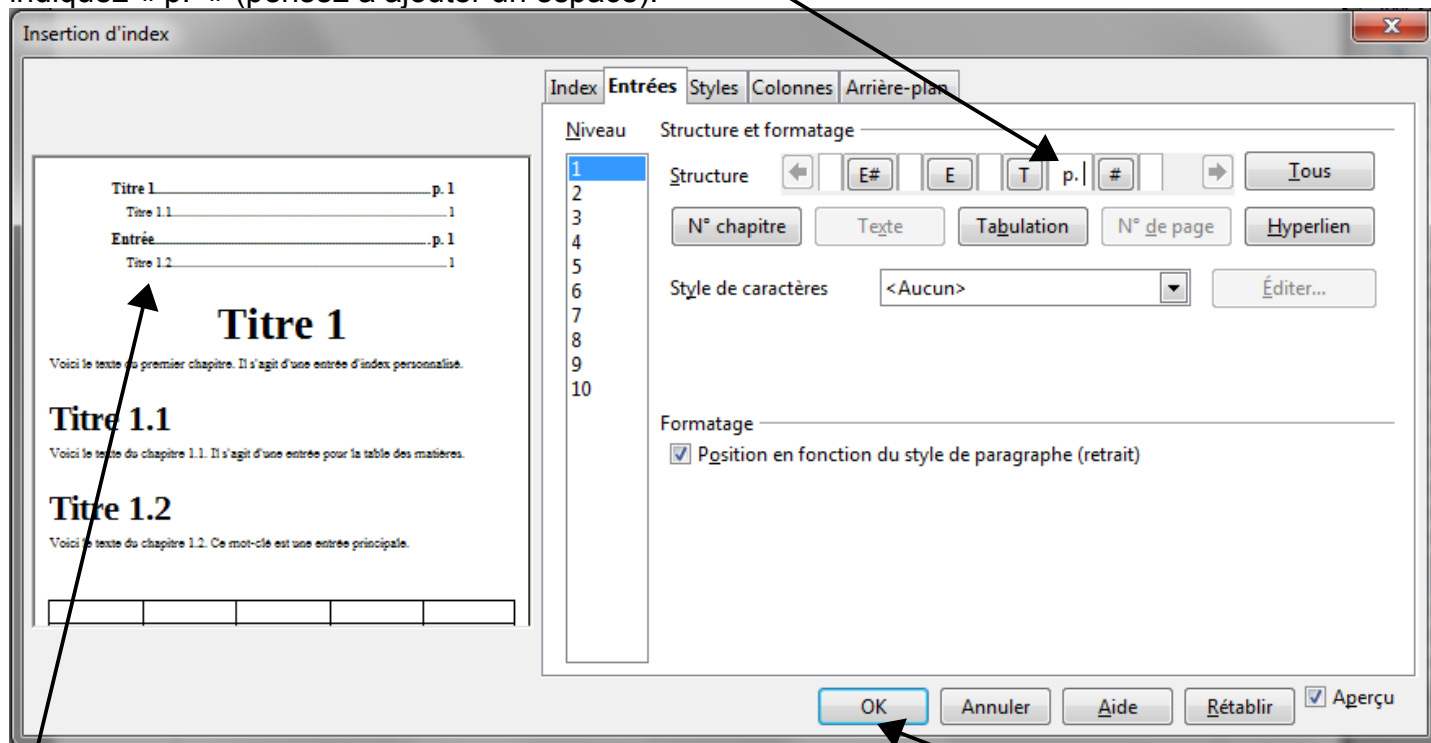 indiquez « p. » (pensez à ajouter un espace).
Insertion d'index
Index Entrées Styles Colonnes Arrière-plan
Niveau Structure et formatage
1
2
3
4
5
6
7
8
9
10
Structure E# E T p. # Tous
N° chapitre Texte Tabulation N° de page Hyperlien
Style de caractères <Aucun> Éditer...
Formatage
Position en fonction du style de paragraphe (retrait)
Titre 1 p. 1
Titre 1.1 1
Entrée p. 1
Titre 1.2 1
Titre 1
Voici le texte du premier chapitre. Il s'agit d'une entrée d'index personnalisé.
Titre 1.1
Voici le texte du chapitre 1.1. Il s'agit d'une entrée pour la table des matières.
Titre 1.2
Voici le texte du chapitre 1.2. Ce mot-clé est une entrée principale.
OK Annuler Aide Rétablir Aperçu